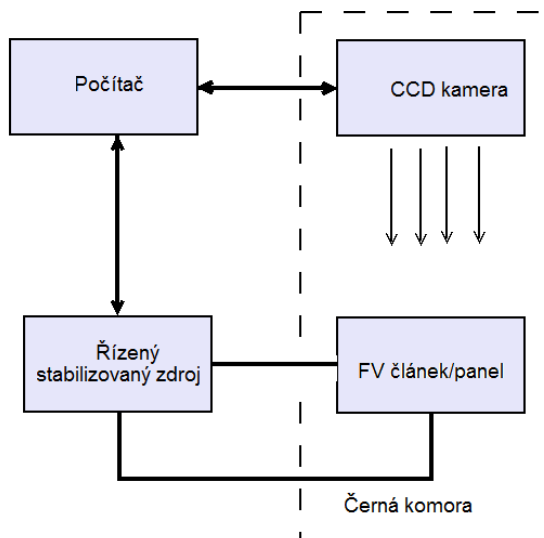 Počítač
CCD kamera
Řízený
stabilizovaný zdroj
FV článek/panel
Černá komora